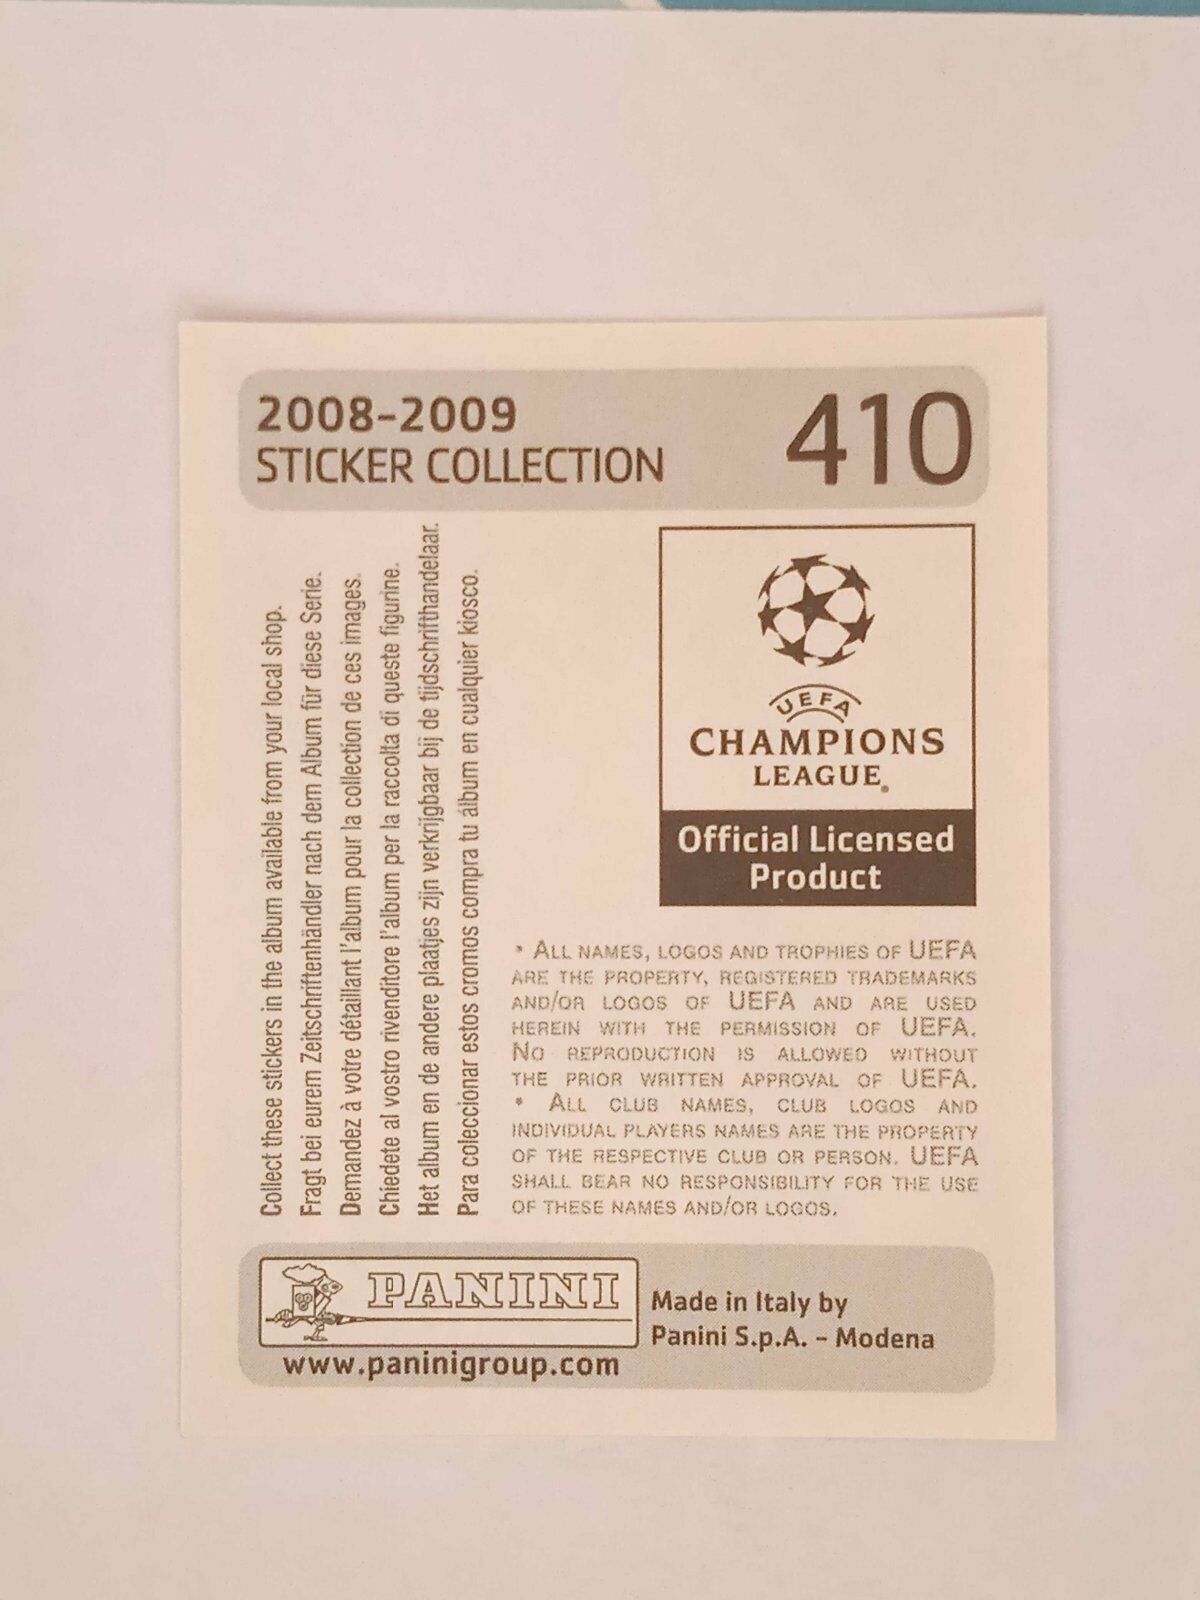 2008-2009
STICKER COLLECTION
410
Collect these stickers in the album available from your local shop.
Fragt bei eurem Zeitschriftenhändler nach dem Album für diese Serie.
Demandez à votre détaillant l'album pour la collection de ces images.
Chiedete al vostro rivenditore l'album per la raccolta di queste figurine.
Het album en de andere plaatjes zijn verkrijgbaar bij de tijdschrifthandelaar.
Para coleccionar estos cromos compra tu álbum en cualquier kiosco.
UEFA
CHAMPIONS
LEAGUE®
Official Licensed
Product
* ALL NAMES, LOGOS AND TROPHIES OF UEFA
ARE THE PROPERTY, REGISTERED TRADEMARKS
AND/OR LOGOS OF UEFA AND ARE USED
HEREIN WITH THE PERMISSION OF UEFA.
NO REPRODUCTION IS ALLOWED WITHOUT
THE PRIOR WRITTEN APPROVAL OF UEFA.
* ALL CLUB NAMES, CLUB LOGOS AND
INDIVIDUAL PLAYERS NAMES ARE THE PROPERTY
OF THE RESPECTIVE CLUB OR PERSON. UEFA
SHALL BEAR NO RESPONSIBILITY FOR THE USE
OF THESE NAMES AND/OR LOGOS.
PANINI
www.paninigroup.com
Made in Italy by
Panini S.p.A. - Modena